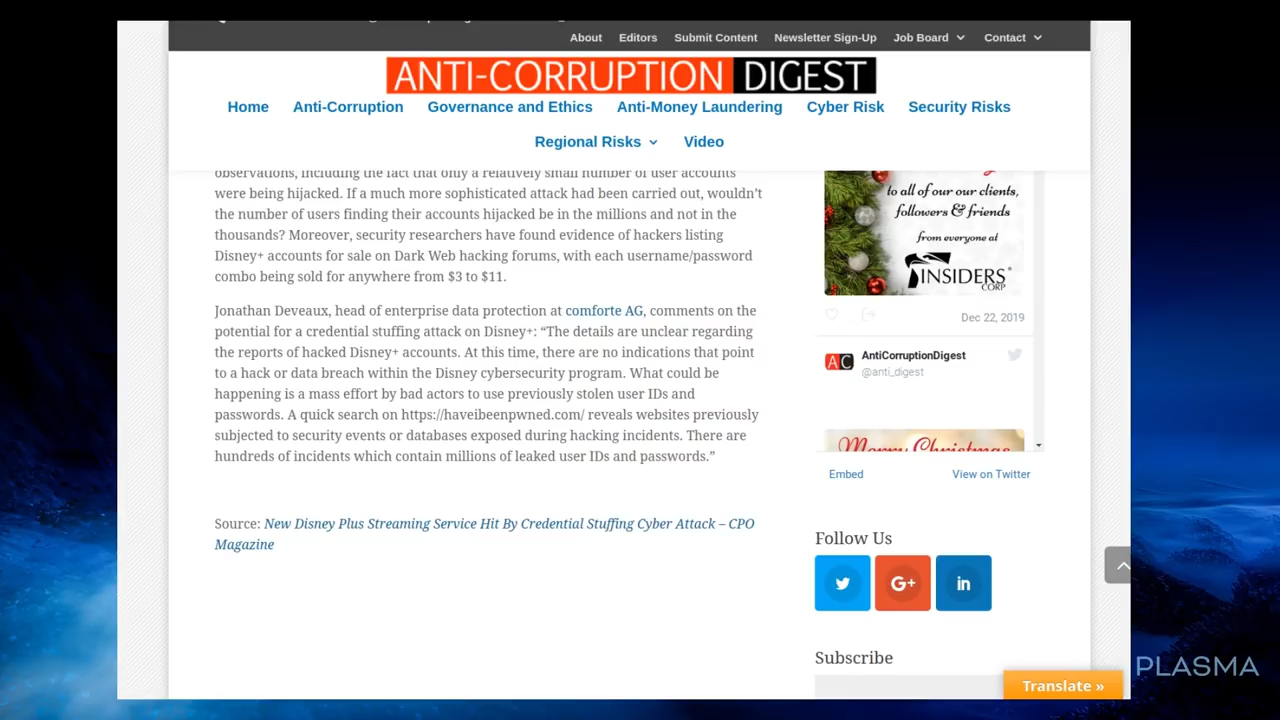 About Editors Submit Content Newsletter Sign-Up Job Board Contact
ANTI-CORRUPTION DIGEST
Home Anti-Corruption Governance and Ethics Anti-Money Laundering Cyber Risk Security Risks
Regional Risks Video
observations, including the fact that only a relatively small number of user accounts
were being hijacked. If a much more sophisticated attack had been carried out, wouldn’t
the number of users finding their accounts hijacked be in the millions and not in the
thousands? Moreover, security researchers have found evidence of hackers listing
Disney+ accounts for sale on Dark Web hacking forums, with each username/password
combo being sold for anywhere from $3 to $11.
Jonathan Deveaux, head of enterprise data protection at comforte AG, comments on the
potential for a credential stuffing attack on Disney+: “The details are unclear regarding
the reports of hacked Disney+ accounts. At this time, there are no indications that point
to a hack or data breach within the Disney cybersecurity program. What could be
happening is a mass effort by bad actors to use previously stolen user IDs and
passwords. A quick search on https://haveibeenpwned.com/ reveals websites previously
subjected to security events or databases exposed during hacking incidents. There are
hundreds of incidents which contain millions of leaked user IDs and passwords.”
Source: New Disney Plus Streaming Service Hit By Credential Stuffing Cyber Attack – CPO
Magazine
to all of our our clients,
followers & friends
from everyone at
INSIDERS
CORP
Dec 22, 2019
AC AntiCorruptionDigest
@anti_digest
Merry Christmas
Embed View on Twitter
Follow Us
G+ in
Subscribe
Translate »
PLASMA